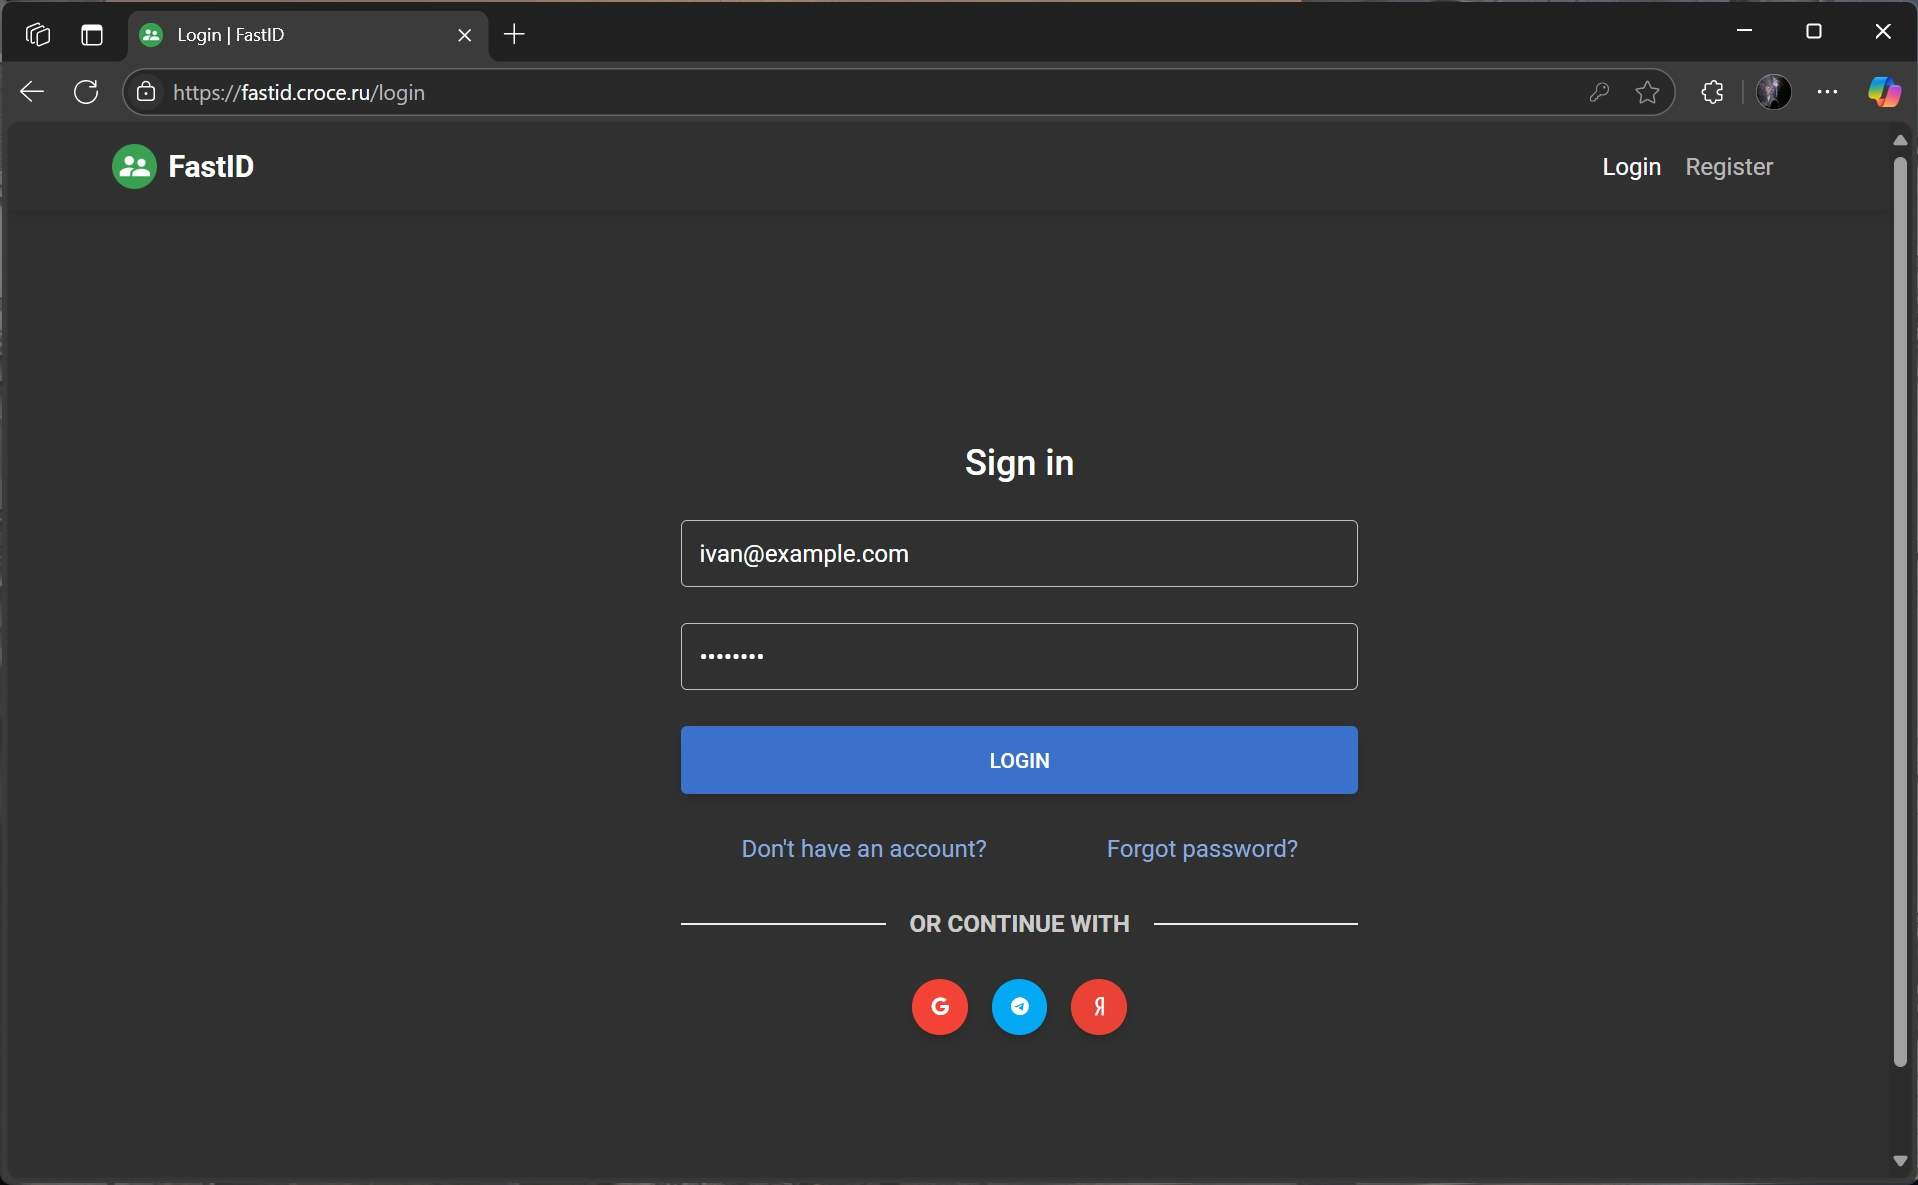 Login | FastID
https://fastid.croce.ru/login
FastID
Login Register
Sign in
ivan@example.com
••••••••
LOGIN
Don't have an account? Forgot password?
OR CONTINUE WITH
G Я